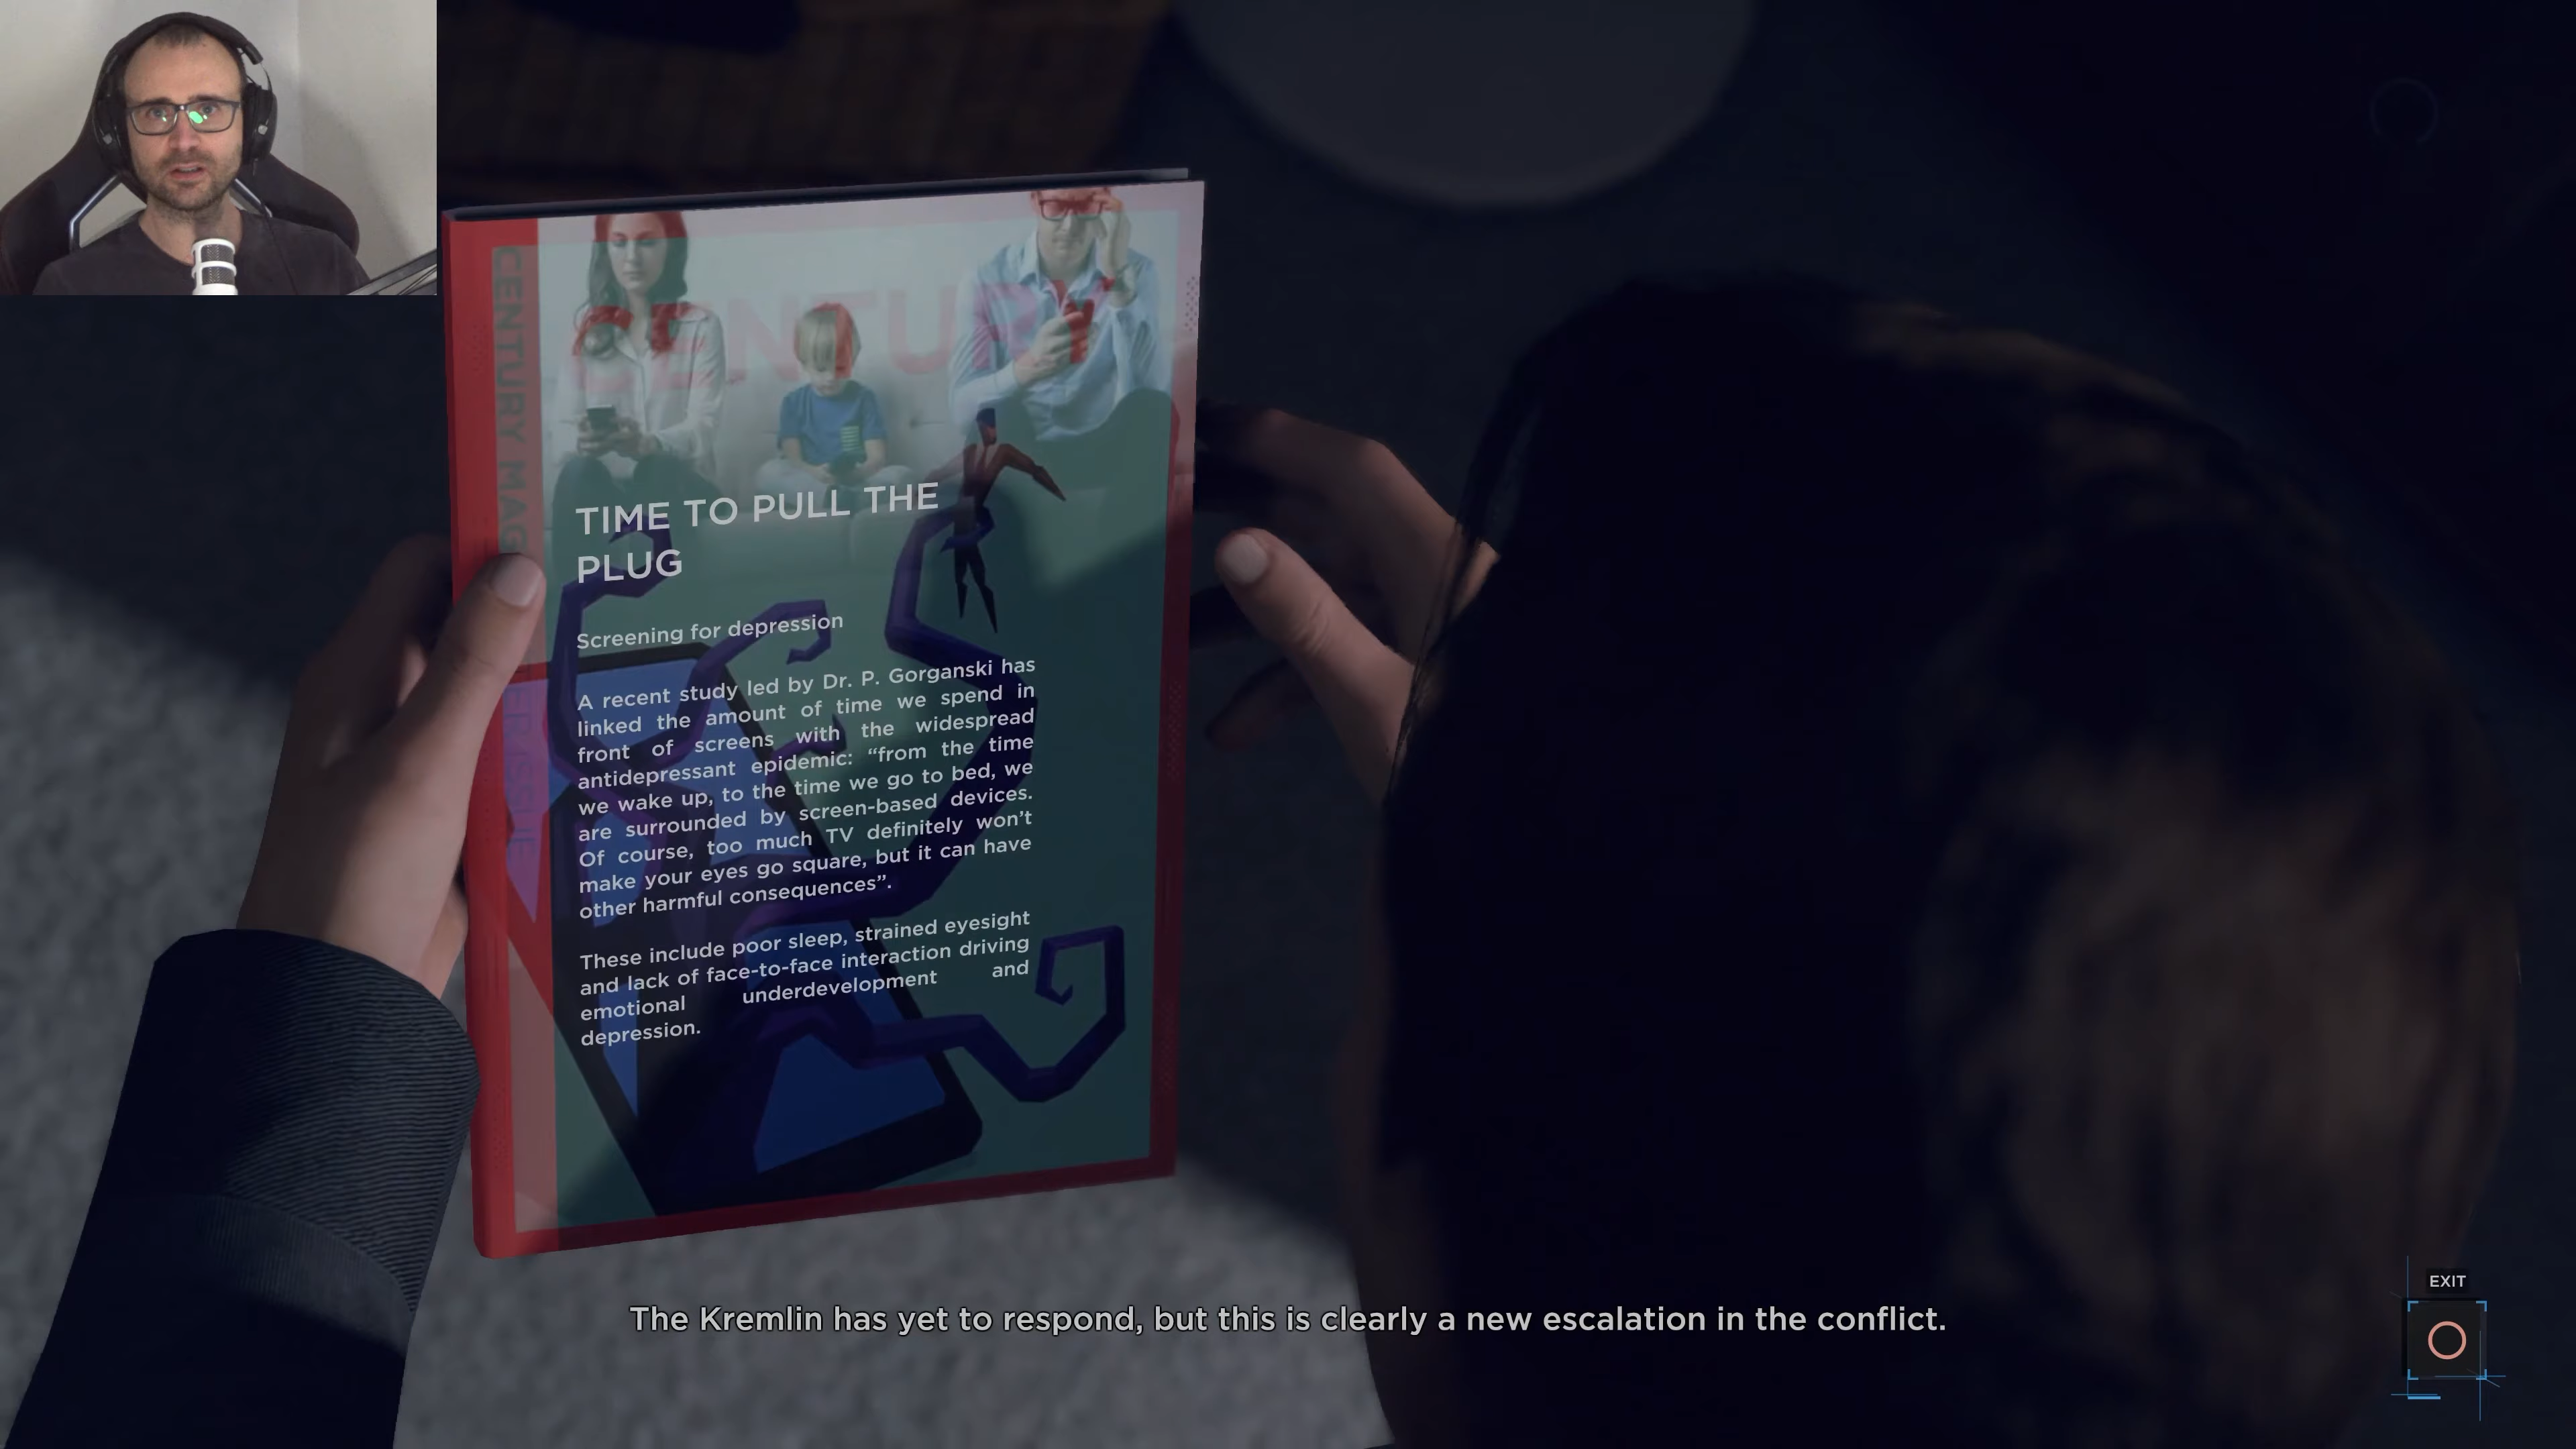 CENTURY
CENTURY MAG
ISSUE
TIME TO PULL THE
PLUG
Screening for depression
A recent study led by Dr. P. Gorganski has
linked the amount of time we spend in
front of screens with the widespread
antidepressant epidemic: “from the time
we wake up, to the time we go to bed, we
are surrounded by screen-based devices.
Of course, too much TV definitely won't
make your eyes go square, but it can have
other harmful consequences”.
These include poor sleep, strained eyesight
and lack of face-to-face interaction driving
emotional underdevelopment and
depression.
The Kremlin has yet to respond, but this is clearly a new escalation in the conflict.
EXIT